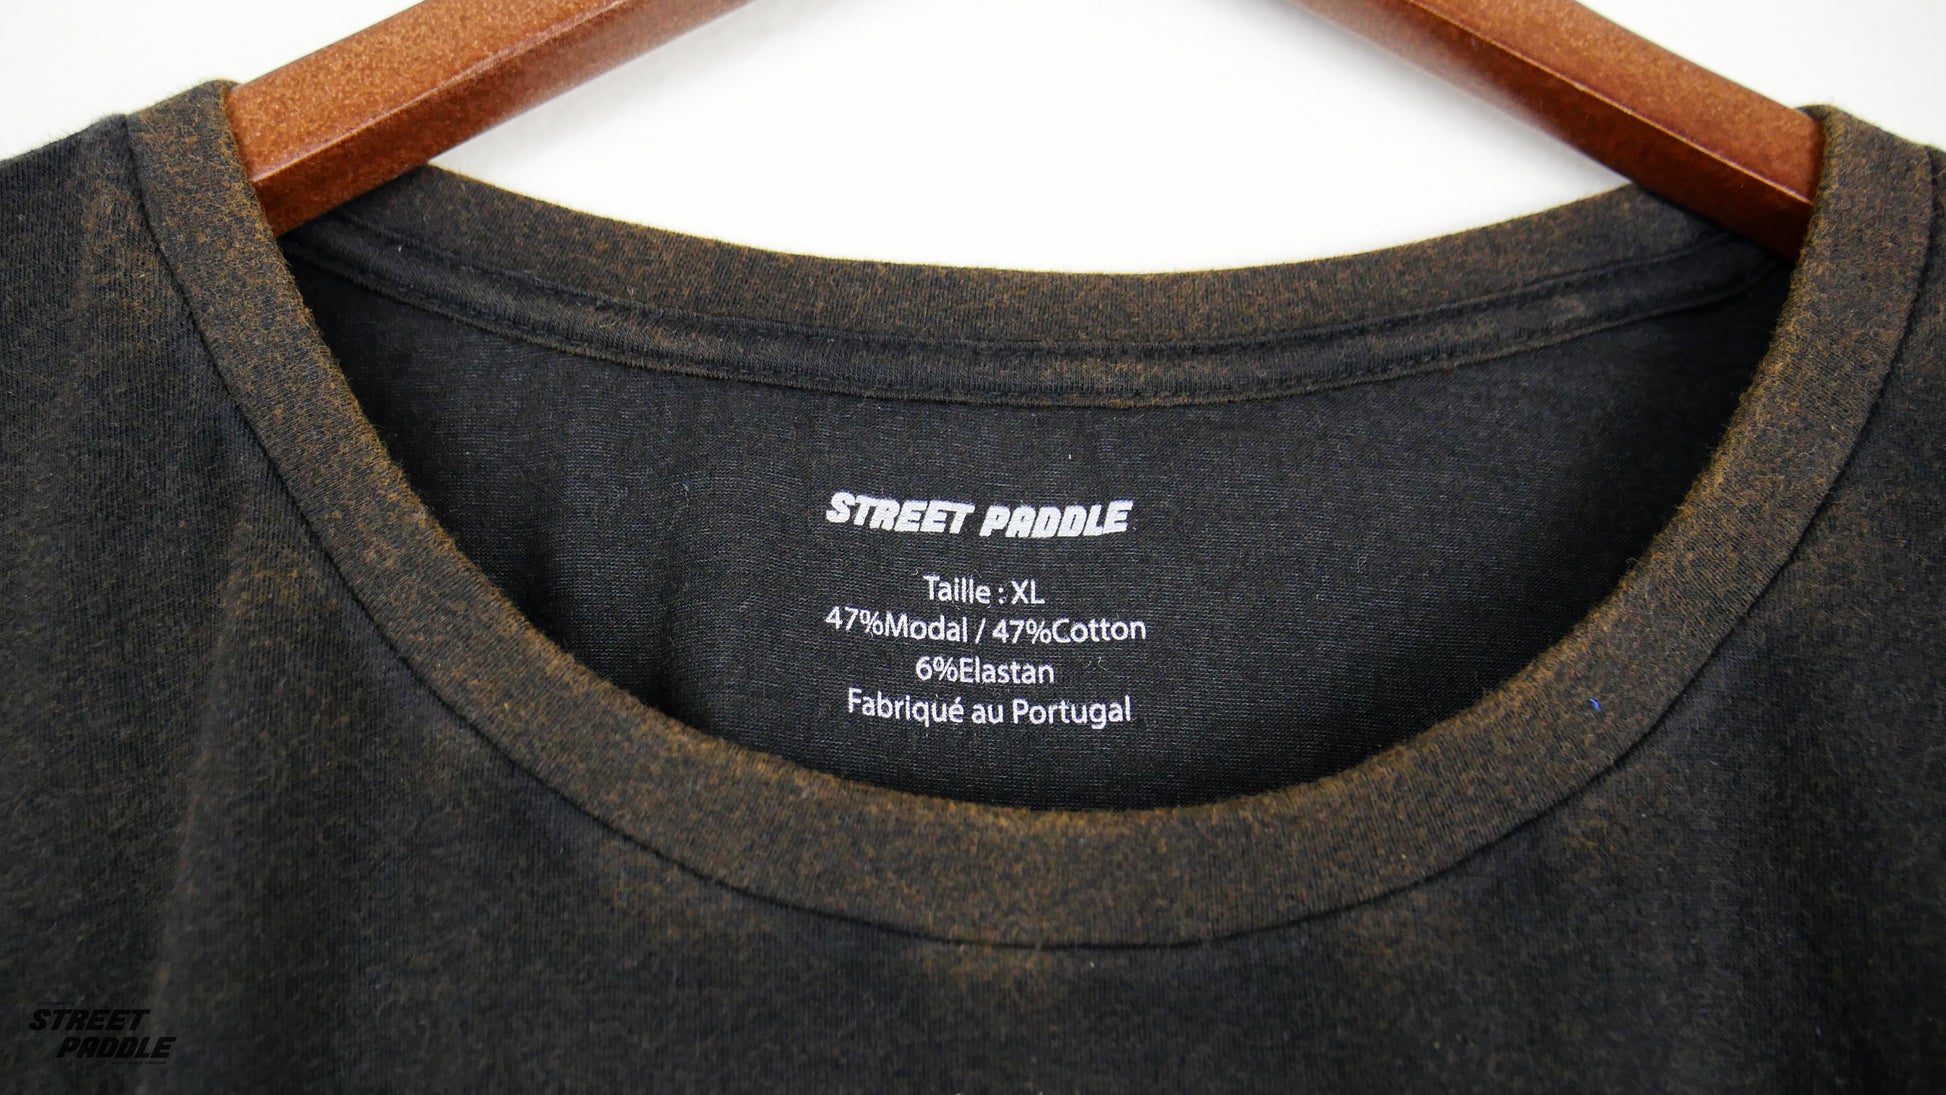 STREET PADDLE
Taille : XL
47%Modal / 47%Cotton
6%Elastan
Fabriqué au Portugal
STREET
PADDLE